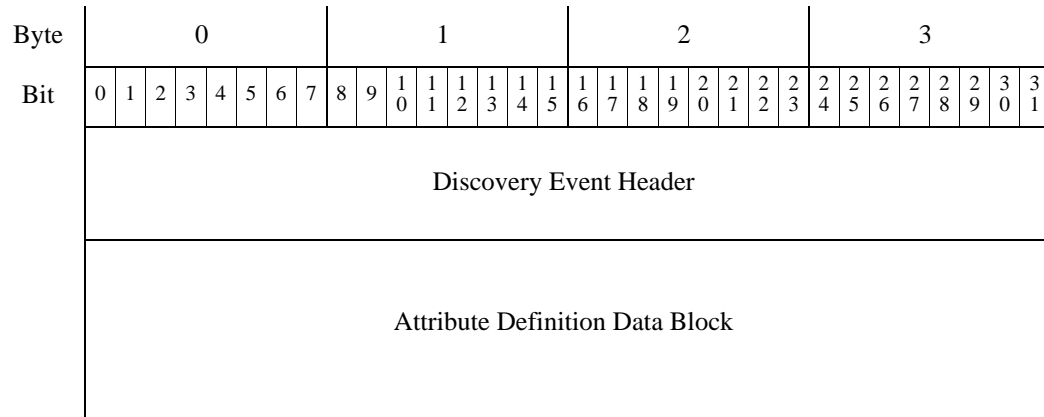 Byte 0 1 2 3
Bit 0 1 2 3 4 5 6 7 8 9 10 11 12 13 14 15 16 17 18 19 20 21 22 23 24 25 26 27 28 29 30 31
Discovery Event Header
Attribute Definition Data Block